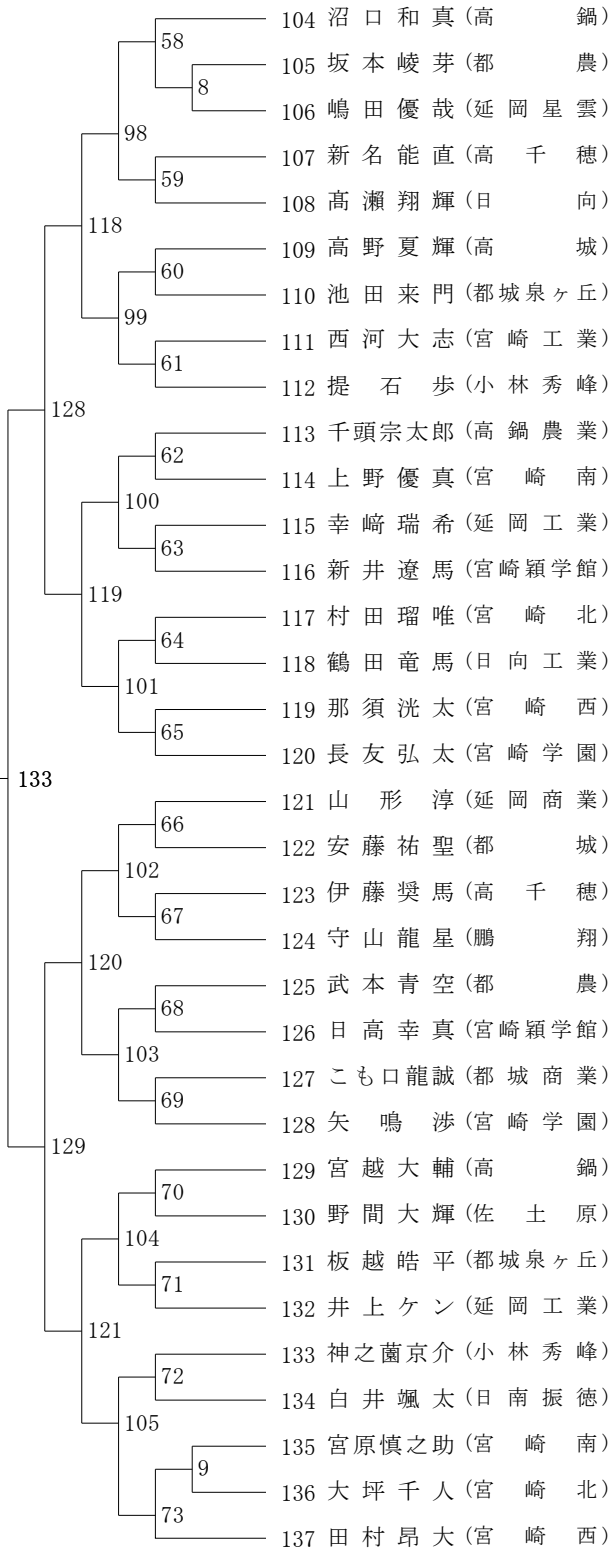 104 沼口和真 (高鍋)
58
105 坂本崚芽 (都農)
8
106 嶋田優哉 (延岡星雲)
98
107 新名能直 (高千穂)
59
108 髙瀨翔輝 (日向)
118
109 高野夏輝 (高城)
60
110 池田来門 (都城泉ヶ丘)
99
111 西河大志 (宮崎工業)
61
112 提石歩 (小林秀峰)
128
113 千頭宗太郎 (高鍋農業)
62
114 上野優真 (宮崎南)
100
115 幸﨑瑞希 (延岡工業)
63
116 新井遼馬 (宮崎穎学館)
119
117 村田瑠唯 (宮崎北)
64
118 鶴田竜馬 (日向工業)
101
119 那須洸太 (宮崎西)
65
120 長友弘太 (宮崎学園)
133
121 山形淳 (延岡商業)
66
122 安藤祐聖 (都城)
102
123 伊藤奨馬 (高千穂)
67
124 守山龍星 (鵬翔)
120
125 武本青空 (都農)
68
126 日高幸真 (宮崎穎学館)
103
127 こも口龍誠 (都城商業)
69
128 矢鳴渉 (宮崎学園)
129
129 宮越大輔 (高鍋)
70
130 野間大輝 (佐土原)
104
131 板越皓平 (都城泉ヶ丘)
71
132 井上ケン (延岡工業)
121
133 神之薗京介 (小林秀峰)
72
134 白井颯太 (日南振徳)
105
135 宮原慎之助 (宮崎南)
9
136 大坪千人 (宮崎北)
73
137 田村昂大 (宮崎西)